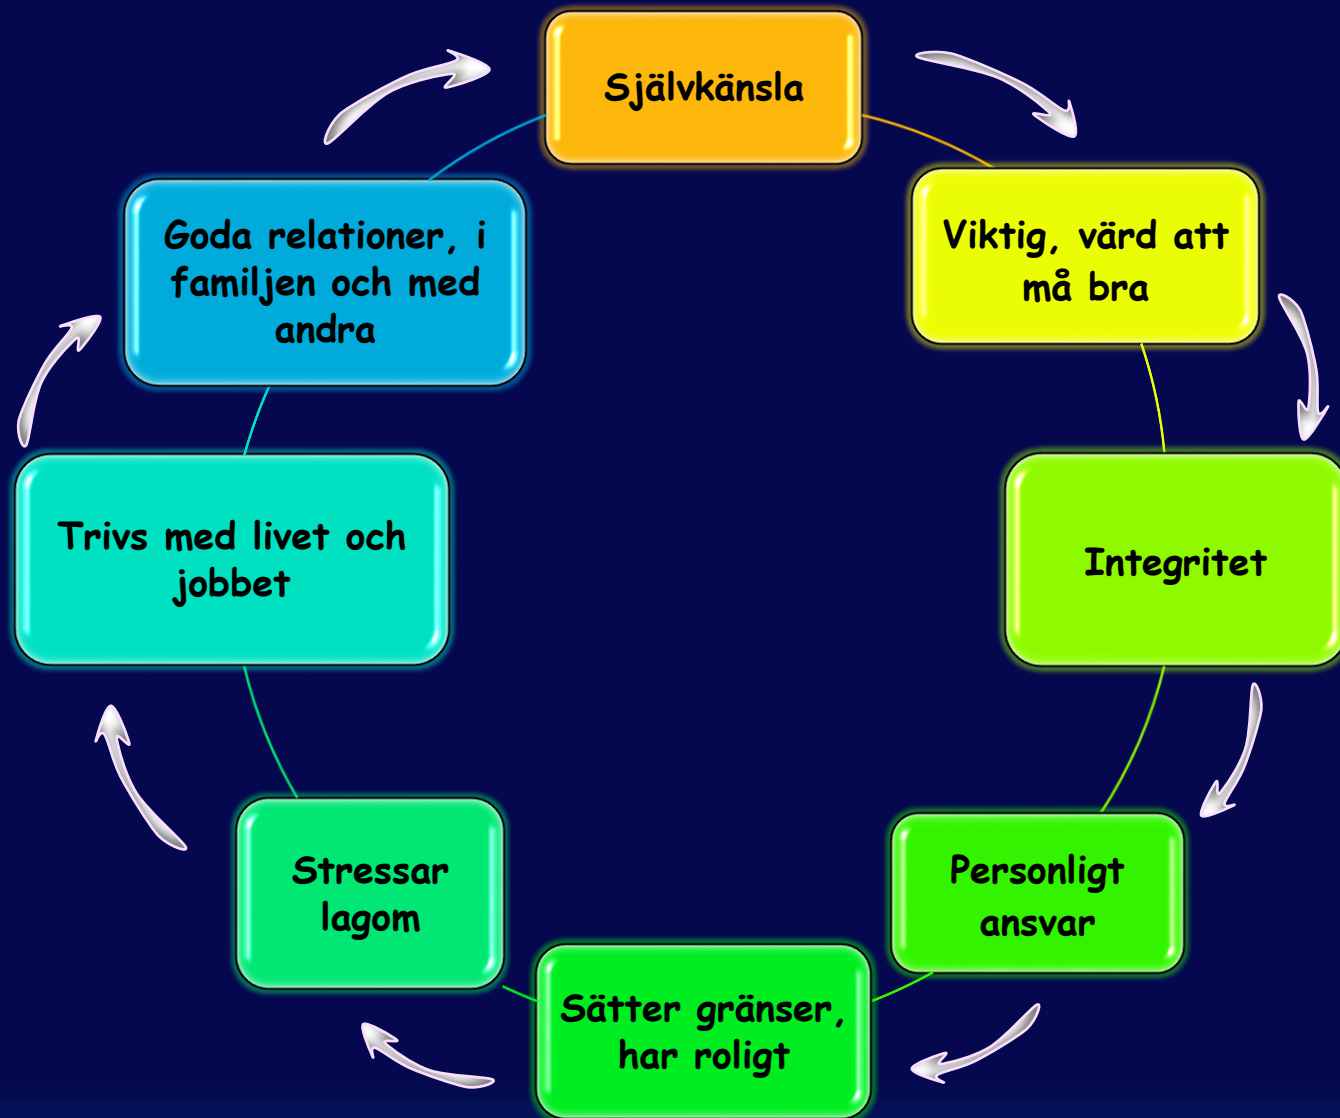 Självkänsla
Viktig, värd att
må bra
Integritet
Personligt
ansvar
Sätter gränser,
har roligt
Stressar
lagom
Trivs med livet och
jobbet
Goda relationer, i
familjen och med
andra